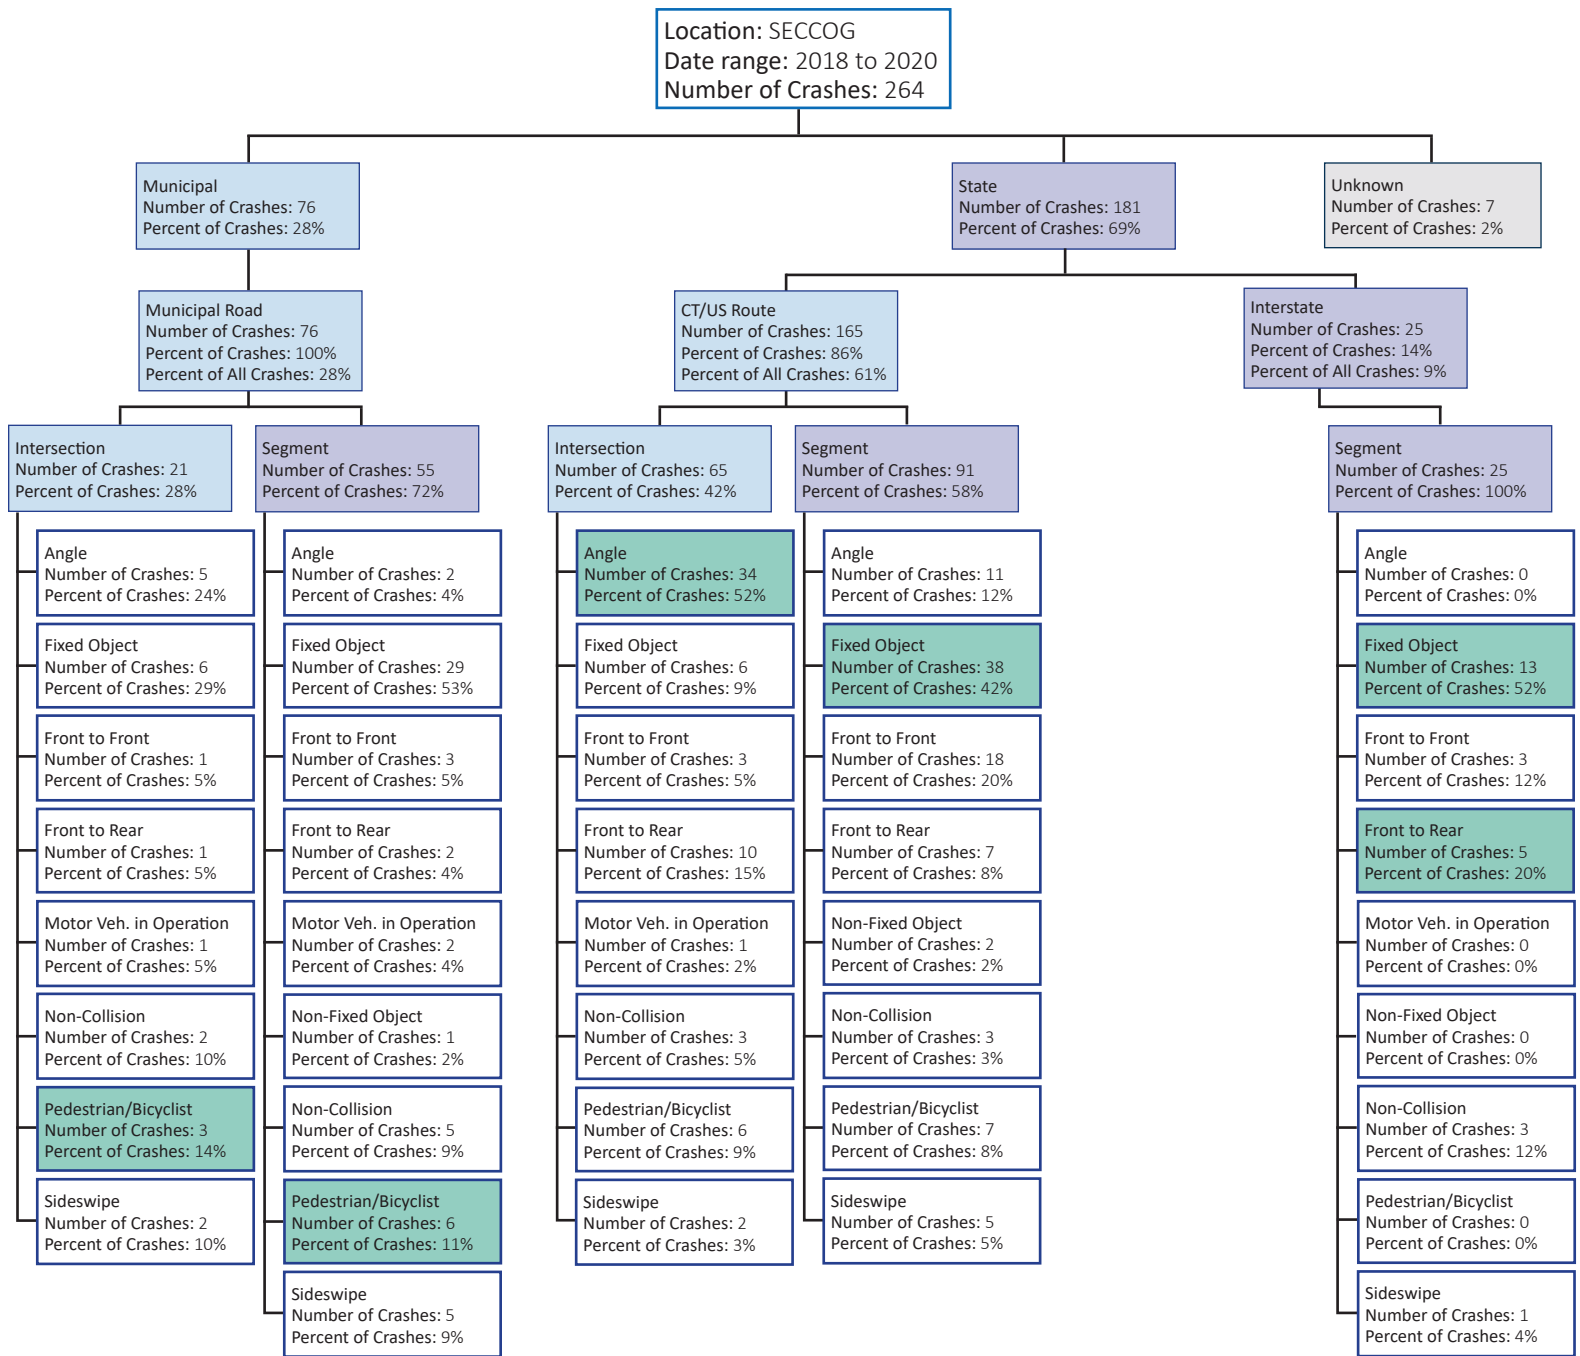 Location: SECCOG
Date range: 2018 to 2020
Number of Crashes: 264
Municipal
Number of Crashes: 76
Percent of Crashes: 28%
State
Number of Crashes: 181
Percent of Crashes: 69%
Unknown
Number of Crashes: 7
Percent of Crashes: 2%
Municipal Road
Number of Crashes: 76
Percent of Crashes: 100%
Percent of All Crashes: 28%
CT/US Route
Number of Crashes: 165
Percent of Crashes: 86%
Percent of All Crashes: 61%
Interstate
Number of Crashes: 25
Percent of Crashes: 14%
Percent of All Crashes: 9%
Intersection
Number of Crashes: 21
Percent of Crashes: 28%
Angle
Number of Crashes: 5
Percent of Crashes: 24%
Fixed Object
Number of Crashes: 6
Percent of Crashes: 29%
Front to Front
Number of Crashes: 1
Percent of Crashes: 5%
Front to Rear
Number of Crashes: 1
Percent of Crashes: 5%
Motor Veh. in Operation
Number of Crashes: 1
Percent of Crashes: 5%
Non-Collision
Number of Crashes: 2
Percent of Crashes: 10%
Pedestrian/Bicyclist
Number of Crashes: 3
Percent of Crashes: 14%
Sideswipe
Number of Crashes: 2
Percent of Crashes: 10%
Segment
Number of Crashes: 55
Percent of Crashes: 72%
Angle
Number of Crashes: 2
Percent of Crashes: 4%
Fixed Object
Number of Crashes: 29
Percent of Crashes: 53%
Front to Front
Number of Crashes: 3
Percent of Crashes: 5%
Front to Rear
Number of Crashes: 2
Percent of Crashes: 4%
Motor Veh. in Operation
Number of Crashes: 2
Percent of Crashes: 4%
Non-Fixed Object
Number of Crashes: 1
Percent of Crashes: 2%
Non-Collision
Number of Crashes: 5
Percent of Crashes: 9%
Pedestrian/Bicyclist
Number of Crashes: 6
Percent of Crashes: 11%
Sideswipe
Number of Crashes: 5
Percent of Crashes: 9%
Intersection
Number of Crashes: 65
Percent of Crashes: 42%
Angle
Number of Crashes: 34
Percent of Crashes: 52%
Fixed Object
Number of Crashes: 6
Percent of Crashes: 9%
Front to Front
Number of Crashes: 3
Percent of Crashes: 5%
Front to Rear
Number of Crashes: 10
Percent of Crashes: 15%
Motor Veh. in Operation
Number of Crashes: 1
Percent of Crashes: 2%
Non-Collision
Number of Crashes: 3
Percent of Crashes: 5%
Pedestrian/Bicyclist
Number of Crashes: 6
Percent of Crashes: 9%
Sideswipe
Number of Crashes: 2
Percent of Crashes: 3%
Segment
Number of Crashes: 91
Percent of Crashes: 58%
Angle
Number of Crashes: 11
Percent of Crashes: 12%
Fixed Object
Number of Crashes: 38
Percent of Crashes: 42%
Front to Front
Number of Crashes: 18
Percent of Crashes: 20%
Front to Rear
Number of Crashes: 7
Percent of Crashes: 8%
Non-Fixed Object
Number of Crashes: 2
Percent of Crashes: 2%
Non-Collision
Number of Crashes: 3
Percent of Crashes: 3%
Pedestrian/Bicyclist
Number of Crashes: 7
Percent of Crashes: 8%
Sideswipe
Number of Crashes: 5
Percent of Crashes: 5%
Segment
Number of Crashes: 25
Percent of Crashes: 100%
Angle
Number of Crashes: 0
Percent of Crashes: 0%
Fixed Object
Number of Crashes: 13
Percent of Crashes: 52%
Front to Front
Number of Crashes: 3
Percent of Crashes: 12%
Front to Rear
Number of Crashes: 5
Percent of Crashes: 20%
Motor Veh. in Operation
Number of Crashes: 0
Percent of Crashes: 0%
Non-Fixed Object
Number of Crashes: 0
Percent of Crashes: 0%
Non-Collision
Number of Crashes: 3
Percent of Crashes: 12%
Pedestrian/Bicyclist
Number of Crashes: 0
Percent of Crashes: 0%
Sideswipe
Number of Crashes: 1
Percent of Crashes: 4%